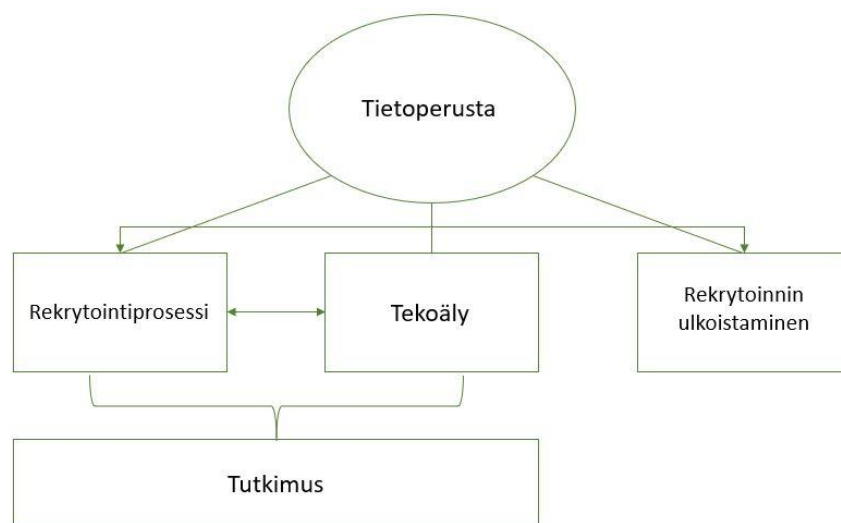 Tietoperusta
Rekrytointiprosessi
Tekoäly
Rekrytoinnin
ulkoistaminen
Tutkimus